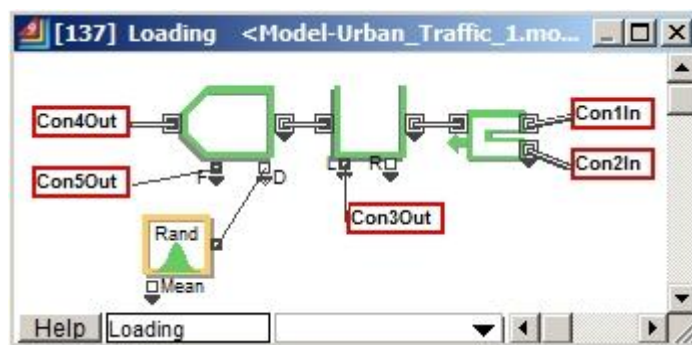 [137] Loading <Model-Urban_Traffic_1.mo...
Con4Out
Con1In
Con5Out
F
D
L
R
Con2In
Con3Out
Rand
Mean
Help
Loading